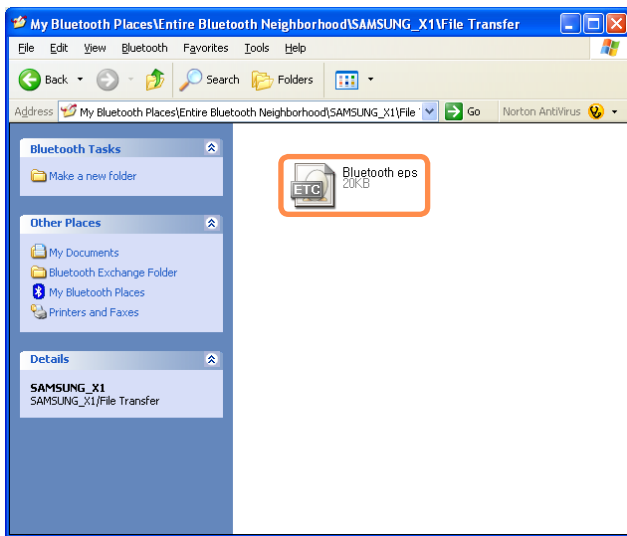 My Bluetooth Places\Entire Bluetooth Neighborhood\SAMSUNG_X1\File Transfer
File Edit View Bluetooth Favorites Tools Help
Back Search Folders
Address My Bluetooth Places\Entire Bluetooth Neighborhood\SAMSUNG_X1\File Go Norton AntiVirus
Bluetooth Tasks
Make a new folder
Other Places
My Documents
Bluetooth Exchange Folder
My Bluetooth Places
Printers and Faxes
Details
SAMSUNG_X1
SAMSUNG_X1/File Transfer
ETC
Bluetooth eps
20KB